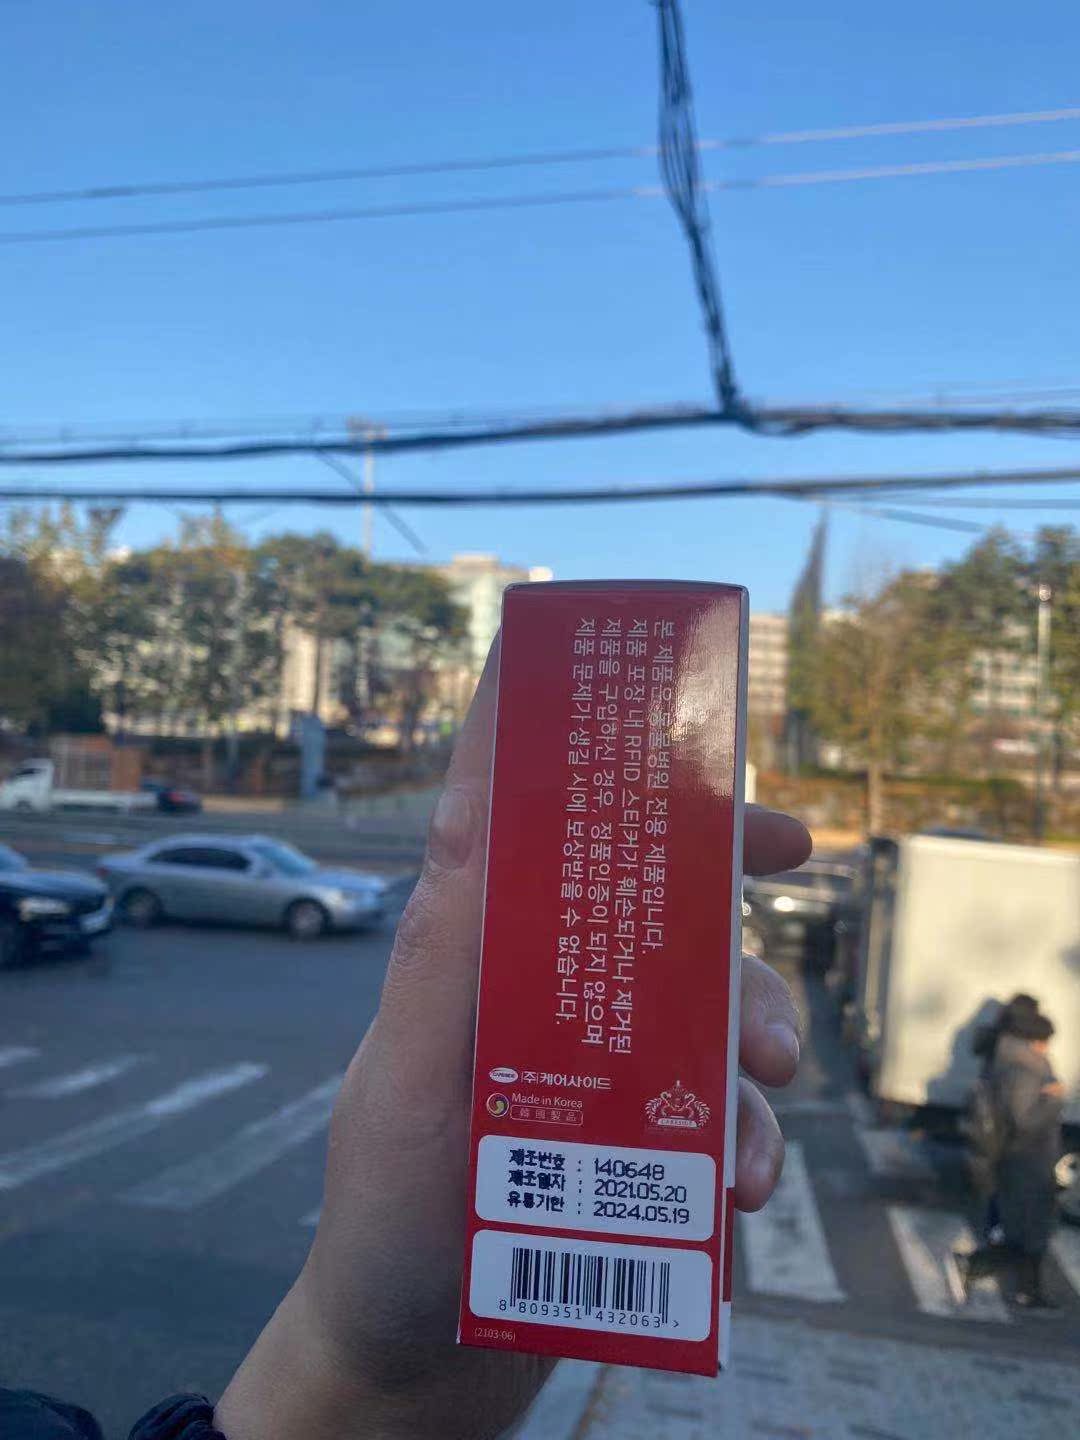 본 제품은 동물병원 전용 제품입니다.
제품 포장 내 RFID 스티커가 훼손되거나 제거된
제품을 구입하신 경우, 정품인증이 되지 않으며
제품 문제가 생길 시에 보상받을 수 없습니다.
(주)케어사이드
Made in Korea
韓國製品
제조번호 : 140648
제조일자 : 2021.05.20
유통기한 : 2024.05.19
8 809351 432063 >
(2103-06)